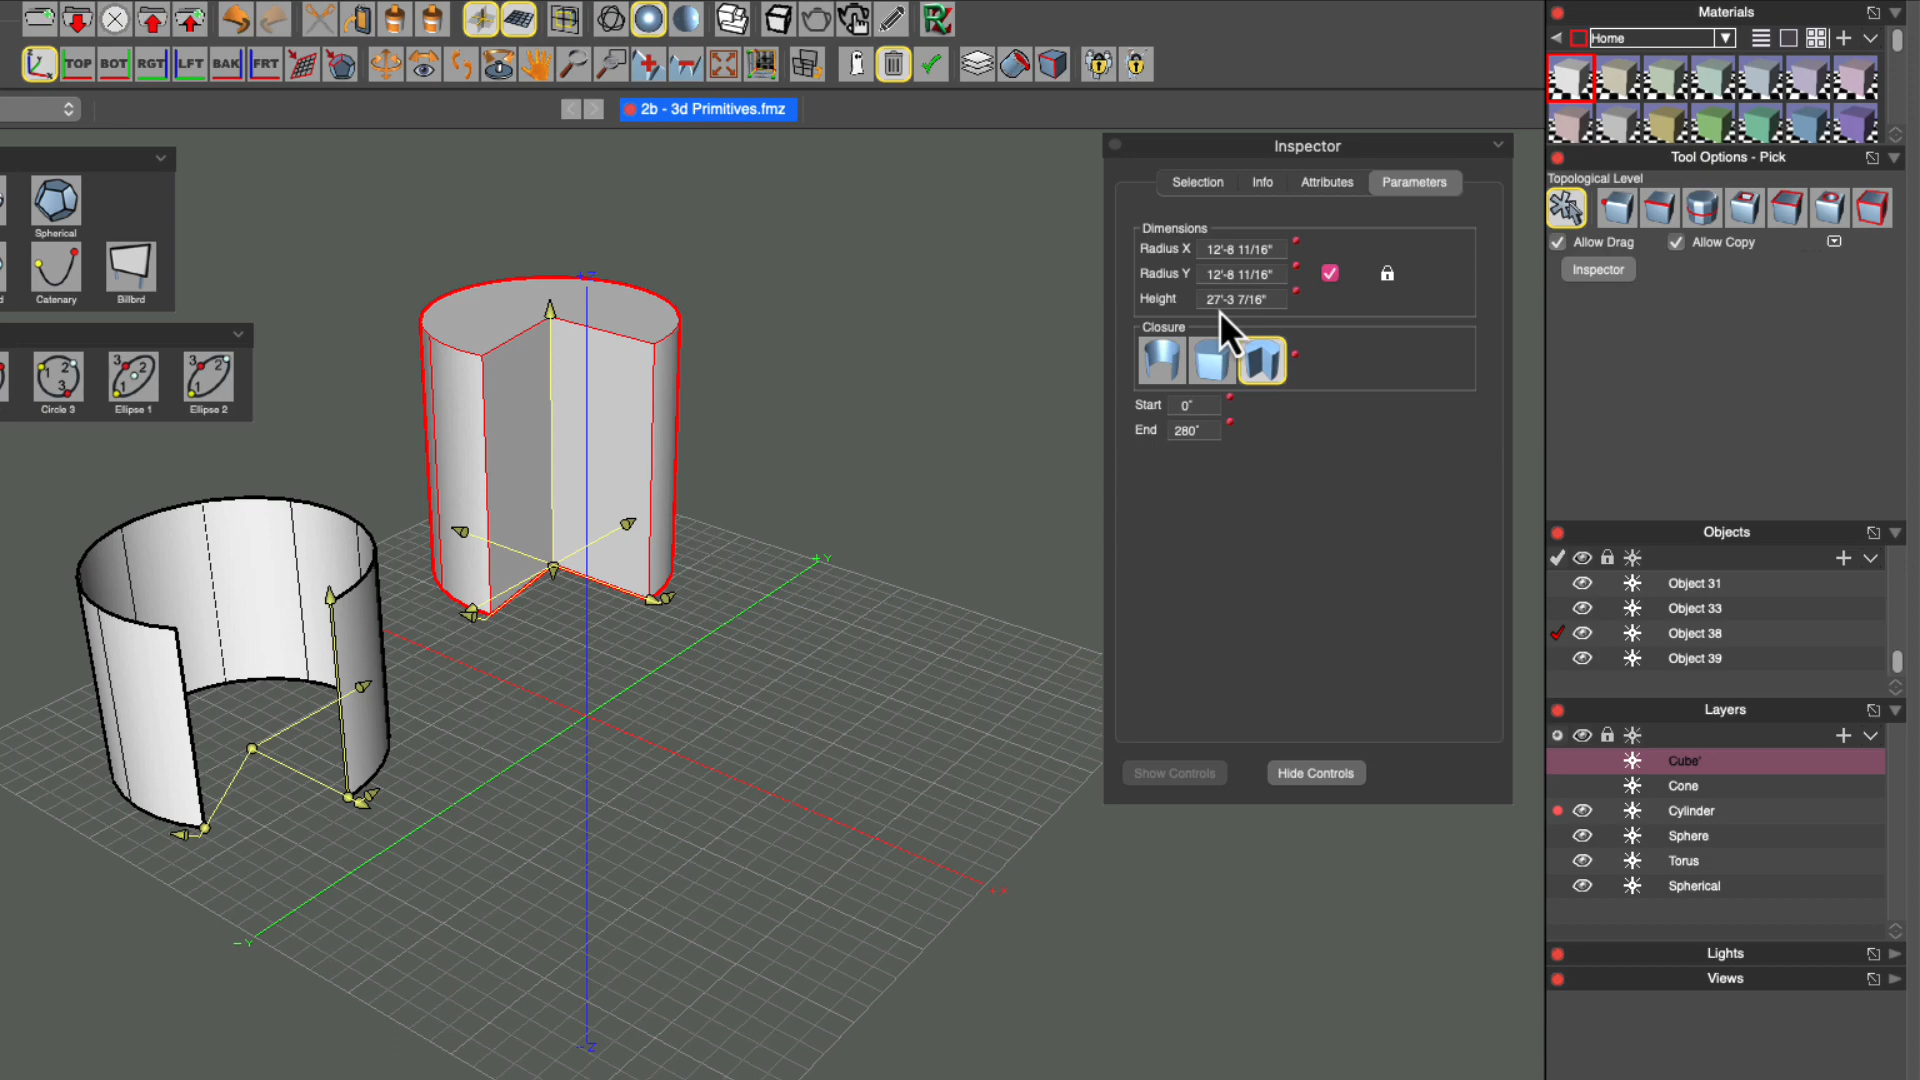 TOP BOT RGT LFT BAK FRT
2b - 3d Primitives.fmz
Spherical
Catenary
Billbrd
Circle 3
Ellipse 1
Ellipse 2
+Z
+Y
-Y
+X
-Z
Inspector
Selection Info Attributes Parameters
Dimensions
Radius X 12'-8 11/16"
Radius Y 12'-8 11/16"
Height 27'-3 7/16"
Closure
Start 0°
End 280°
Show Controls Hide Controls
Materials
Home
Tool Options - Pick
Topological Level
Allow Drag Allow Copy
Inspector
Objects
Object 31
Object 33
Object 38
Object 39
Layers
Cube'
Cone
Cylinder
Sphere
Torus
Spherical
Lights
Views